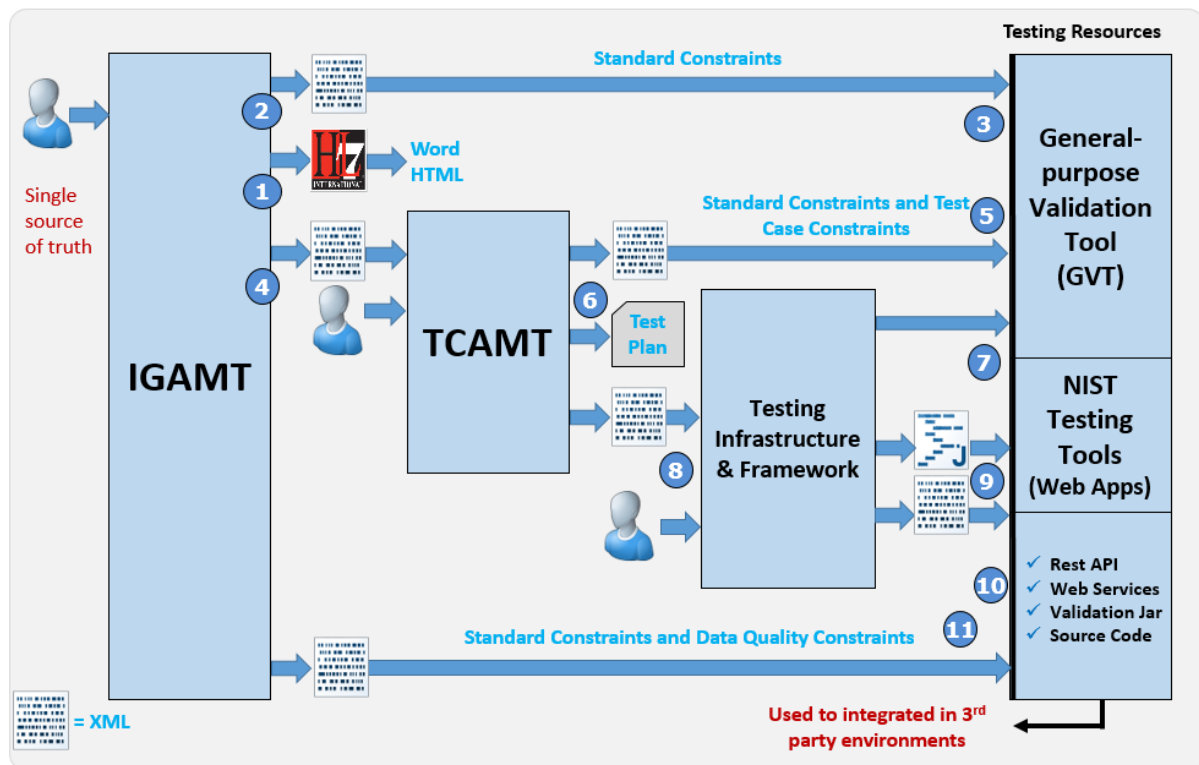 Testing Resources
Standard Constraints
2
3
HL7
INTERNATIONAL
Word
HTML
1
Single
source
of truth
General-
purpose
Validation
Tool
(GVT)
Standard Constraints and Test
Case Constraints
5
4
6
IGAMT
TCAMT
Test
Plan
7
NIST
Testing
Tools
(Web Apps)
Testing
Infrastructure
& Framework
8
J
9
10
✓ Rest API
✓ Web Services
✓ Validation Jar
✓ Source Code
Standard Constraints and Data Quality Constraints
11
= XML
Used to integrated in 3rd
party environments